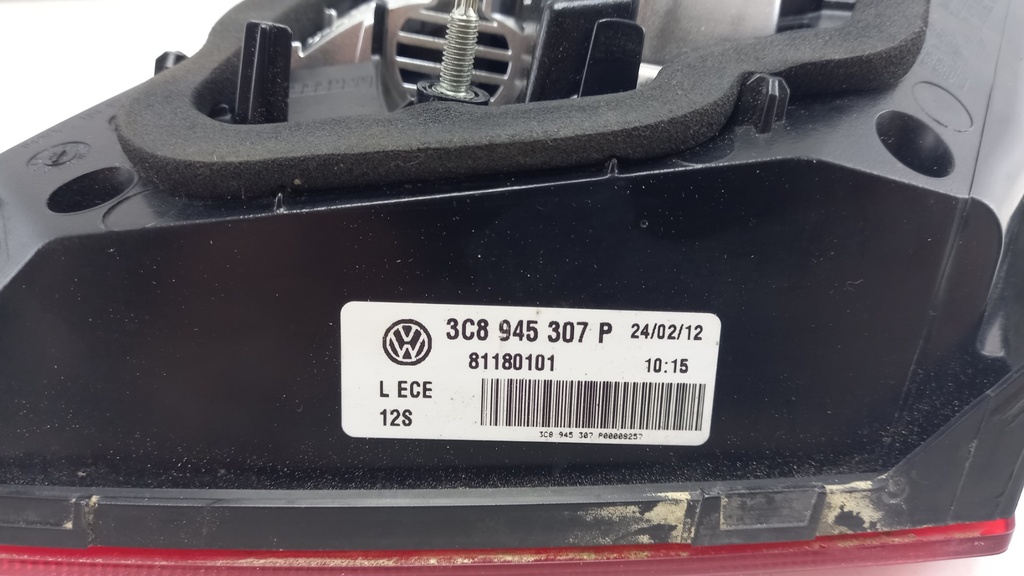 3C8 945 307 P 24/02/12
81180101 10:15
L ECE
12S
3C8 945 307 P00008257